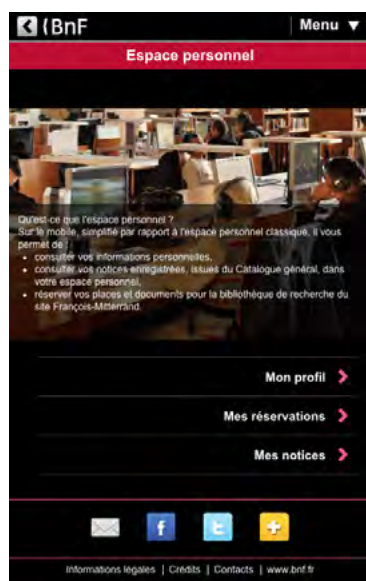 (BnF
Menu ▼
Espace personnel
Qu'est-ce que l'espace personnel ?
Sur le mobile, simplifié par rapport à l'espace personnel classique, il vous
permet de :
• consulter vos informations personnelles,
• consulter vos notices enregistrées, issues du Catalogue général, dans
votre espace personnel,
• réserver vos places et documents pour la bibliothèque de recherche du
site François-Mitterrand.
Mon profil
Mes réservations
Mes notices
f
t
+
Informations légales | Crédits | Contacts | www.bnf.fr